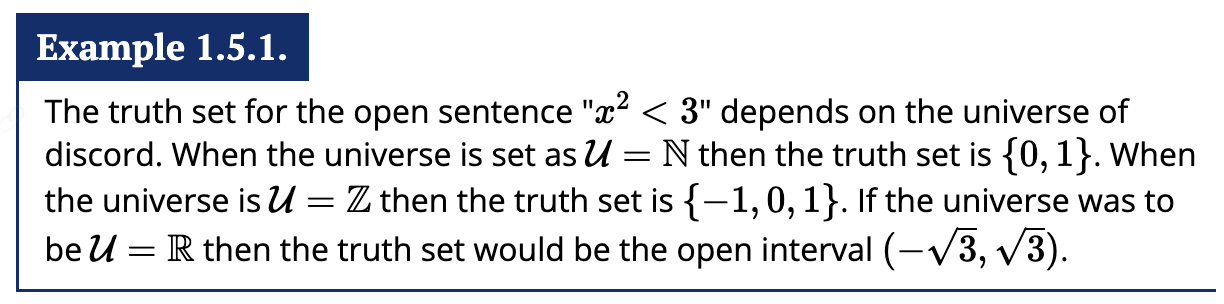 Example 1.5.1.
The truth set for the open sentence "x² < 3" depends on the universe of
discord. When the universe is set as 𝒰 = ℕ then the truth set is {0, 1}. When
the universe is 𝒰 = ℤ then the truth set is {−1, 0, 1}. If the universe was to
be 𝒰 = ℝ then the truth set would be the open interval (−√3, √3).